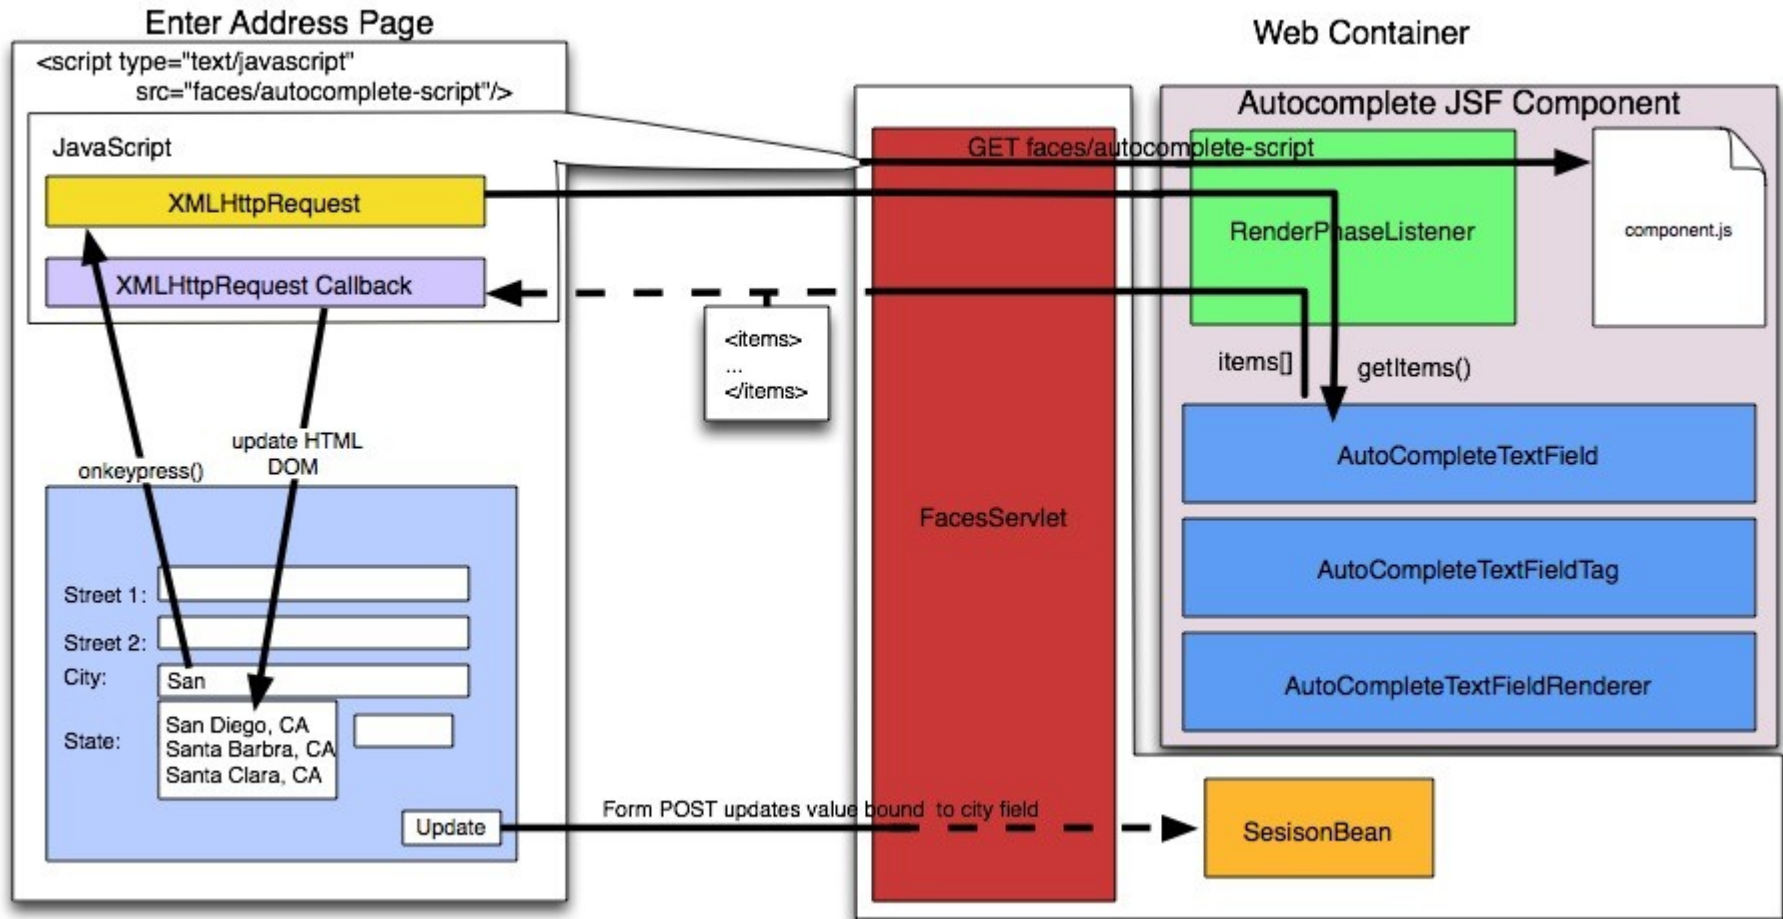 Enter Address Page
<script type="text/javascript"
src="faces/autocomplete-script"/>
JavaScript
XMLHttpRequest
XMLHttpRequest Callback
onkeypress()
update HTML
DOM
Street 1:
Street 2:
City:
San
State:
San Diego, CA
Santa Barbra, CA
Santa Clara, CA
Update
<items>
...
</items>
Form POST updates value bound to city field
Web Container
FacesServlet
Autocomplete JSF Component
GET faces/autocomplete-script
RenderPhaseListener
component.js
items[]
getItems()
AutoCompleteTextField
AutoCompleteTextFieldTag
AutoCompleteTextFieldRenderer
SesisonBean